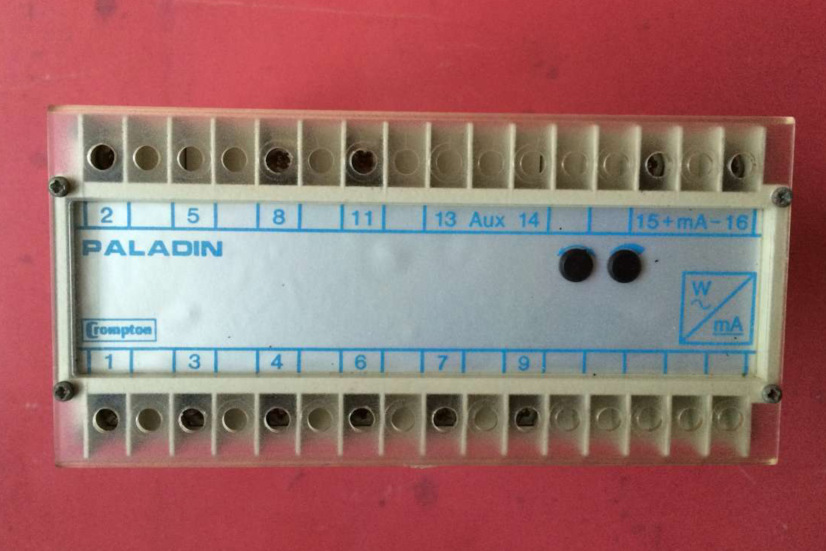 2 5 8 11 13 Aux 14 15+mA-16
PALADIN
W
~
mA
Crompton
1 3 4 6 7 9